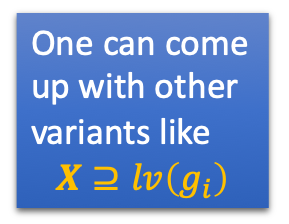 One can come
up with other
variants like
X ⊇ lv(gᵢ)